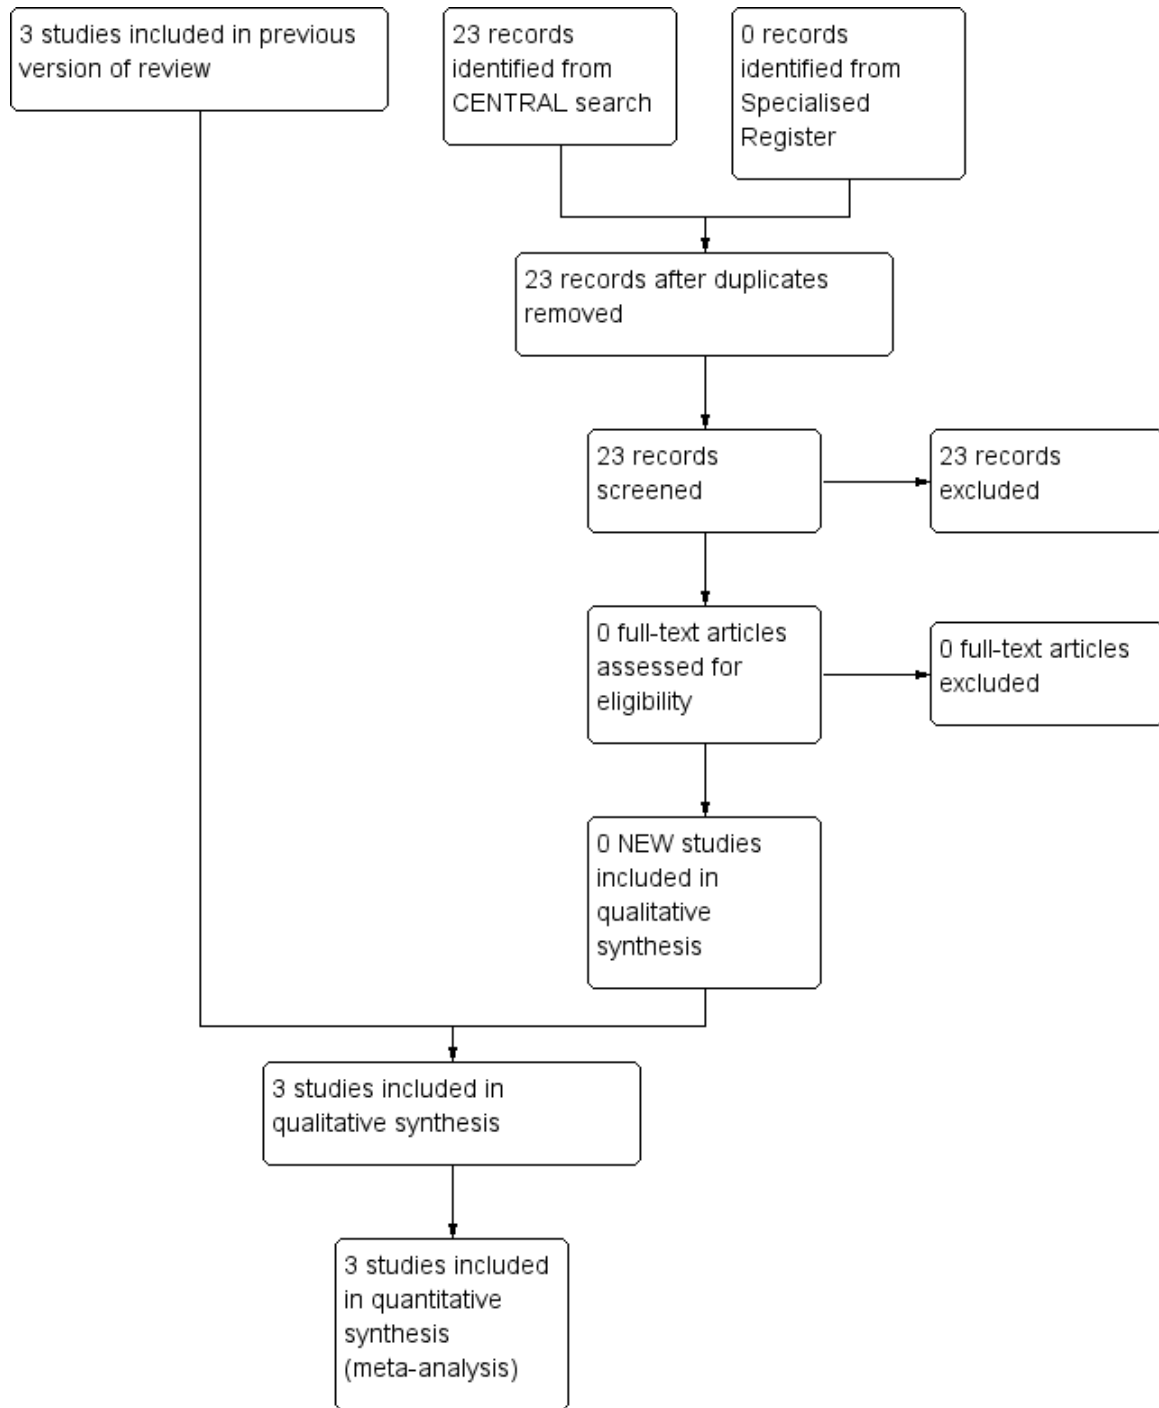 3 studies included in previous
version of review
23 records
identified from
CENTRAL search
0 records
identified from
Specialised
Register
23 records after duplicates
removed
23 records
screened
23 records
excluded
0 full-text articles
assessed for
eligibility
0 full-text articles
excluded
0 NEW studies
included in
qualitative
synthesis
3 studies included in
qualitative synthesis
3 studies included
in quantitative
synthesis
(meta-analysis)